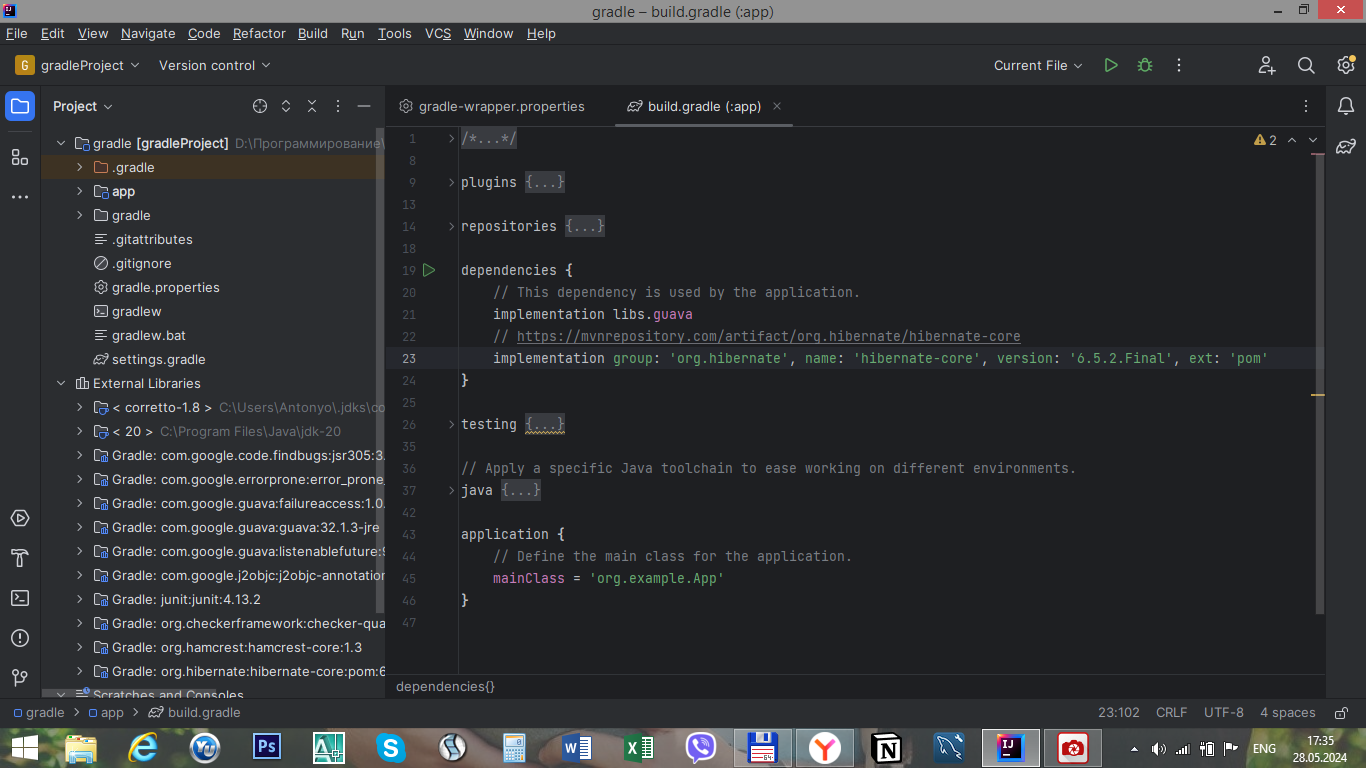 gradle – build.gradle (:app)
File Edit View Navigate Code Refactor Build Run Tools VCS Window Help
G gradleProject Version control Current File
Project
gradle-wrapper.properties build.gradle (:app)
gradle [gradleProject] D:\Программирование\
.gradle
app
gradle
.gitattributes
.gitignore
gradle.properties
gradlew
gradlew.bat
settings.gradle
External Libraries
< corretto-1.8 > C:\Users\Antonyo\.jdks\co
< 20 > C:\Program Files\Java\jdk-20
Gradle: com.google.code.findbugs:jsr305:3.
Gradle: com.google.errorprone:error_prone_
Gradle: com.google.guava:failureaccess:1.0.
Gradle: com.google.guava:guava:32.1.3-jre
Gradle: com.google.guava:listenablefuture:9
Gradle: com.google.j2objc:j2objc-annotation
Gradle: junit:junit:4.13.2
Gradle: org.checkerframework:checker-qua
Gradle: org.hamcrest:hamcrest-core:1.3
Gradle: org.hibernate:hibernate-core:pom:6
Scratches and Consoles
1 /*...*/ 2
8
9 plugins {...}
13
14 repositories {...}
18
19 dependencies {
20 // This dependency is used by the application.
21 implementation libs.guava
22 // https://mvnrepository.com/artifact/org.hibernate/hibernate-core
23 implementation group: 'org.hibernate', name: 'hibernate-core', version: '6.5.2.Final', ext: 'pom'
24 }
25
26 testing {...}
35
36 // Apply a specific Java toolchain to ease working on different environments.
37 java {...}
42
43 application {
44 // Define the main class for the application.
45 mainClass = 'org.example.App'
46 }
47
dependencies{}
gradle > app > build.gradle 23:102 CRLF UTF-8 4 spaces
ENG 17:35
28.05.2024